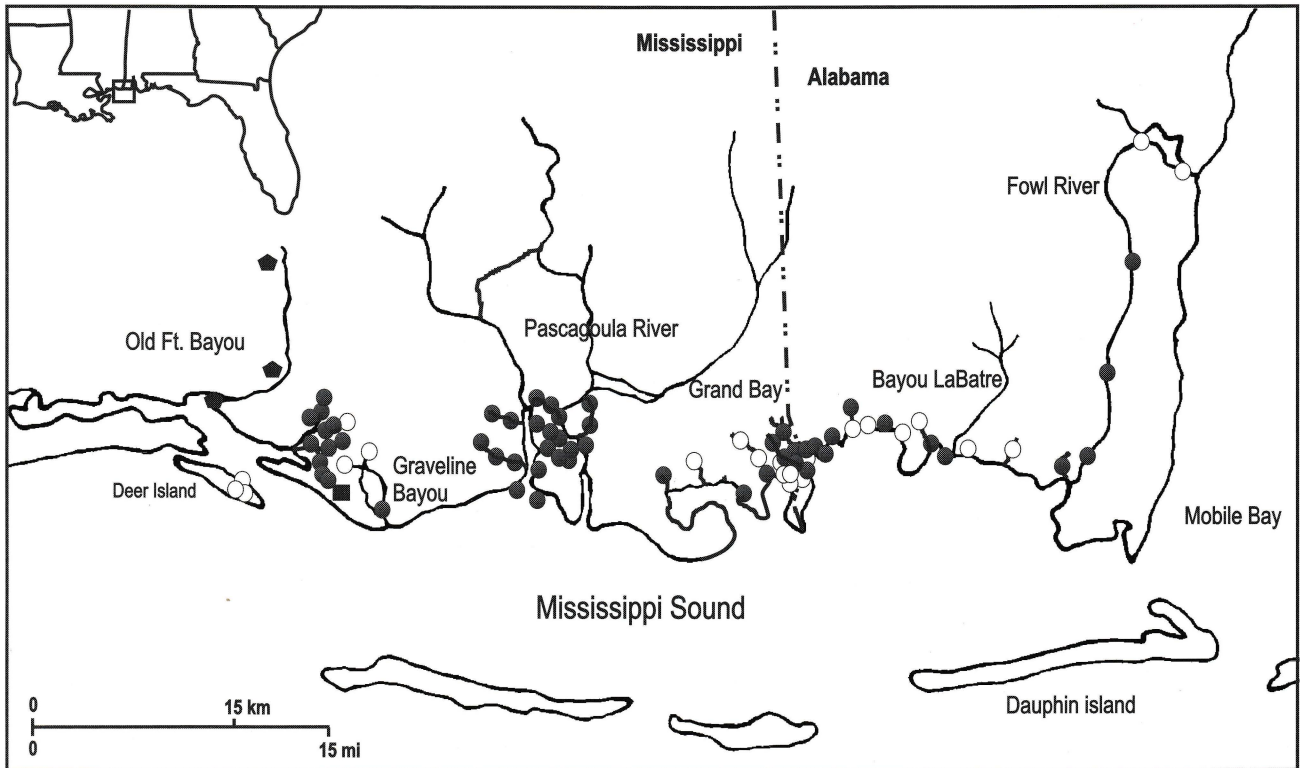 Mississippi
Alabama
Fowl River
Old Ft. Bayou
Pascagoula River
Grand Bay
Bayou LaBatre
Graveline
Bayou
Deer Island
Mobile Bay
Mississippi Sound
Dauphin island
0
15 km
0
15 mi